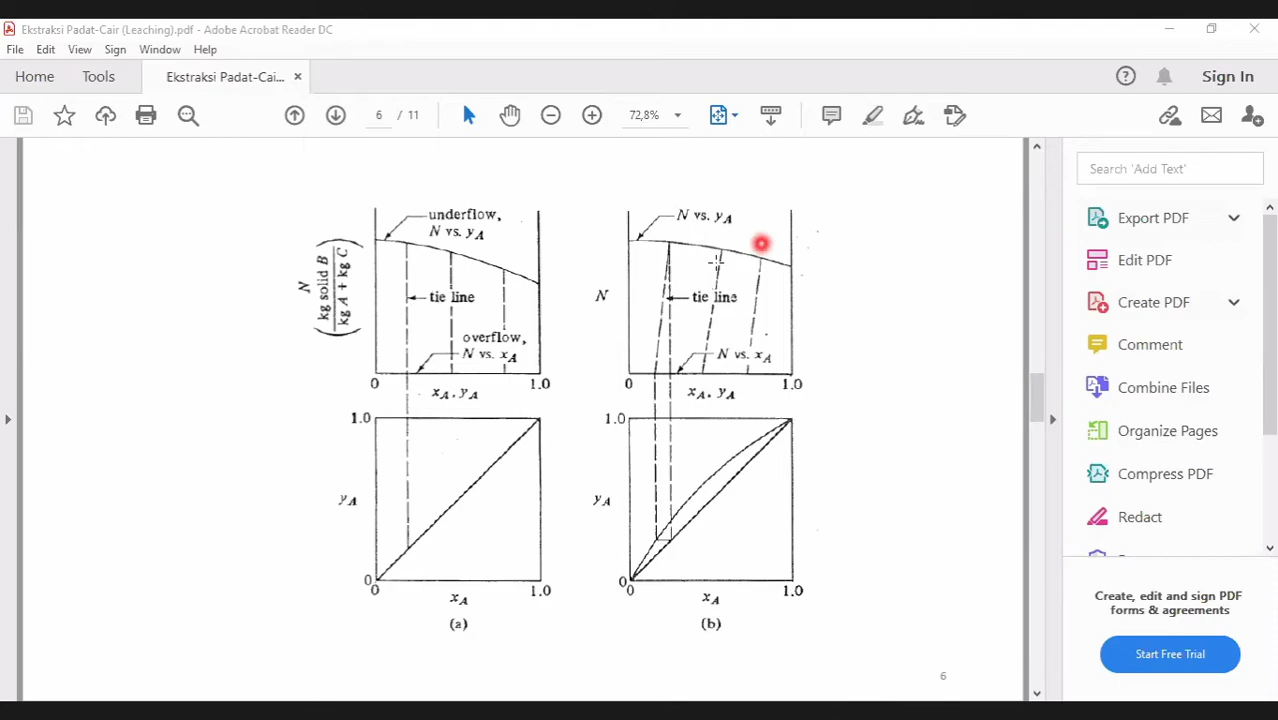 Ekstraksi Padat-Cair (Leaching).pdf - Adobe Acrobat Reader DC
File Edit View Sign Window Help
Home Tools Ekstraksi Padat-Cai... × Sign In
6 / 11 72,8%
Search 'Add Text'
Export PDF
Edit PDF
Create PDF
Comment
Combine Files
Organize Pages
Compress PDF
Redact
Create, edit and sign PDF
forms & agreements
Start Free Trial
underflow,
N vs. yA
N
kg solid B
kg A + kg C
tie line
overflow,
N vs. xA
0 1.0
xA, yA
1.0
yA
0
0 1.0
xA
(a)
N vs. yA
N
tie line
N vs. xA
0 1.0
xA, yA
1.0
yA
0
0 1.0
xA
(b)
6